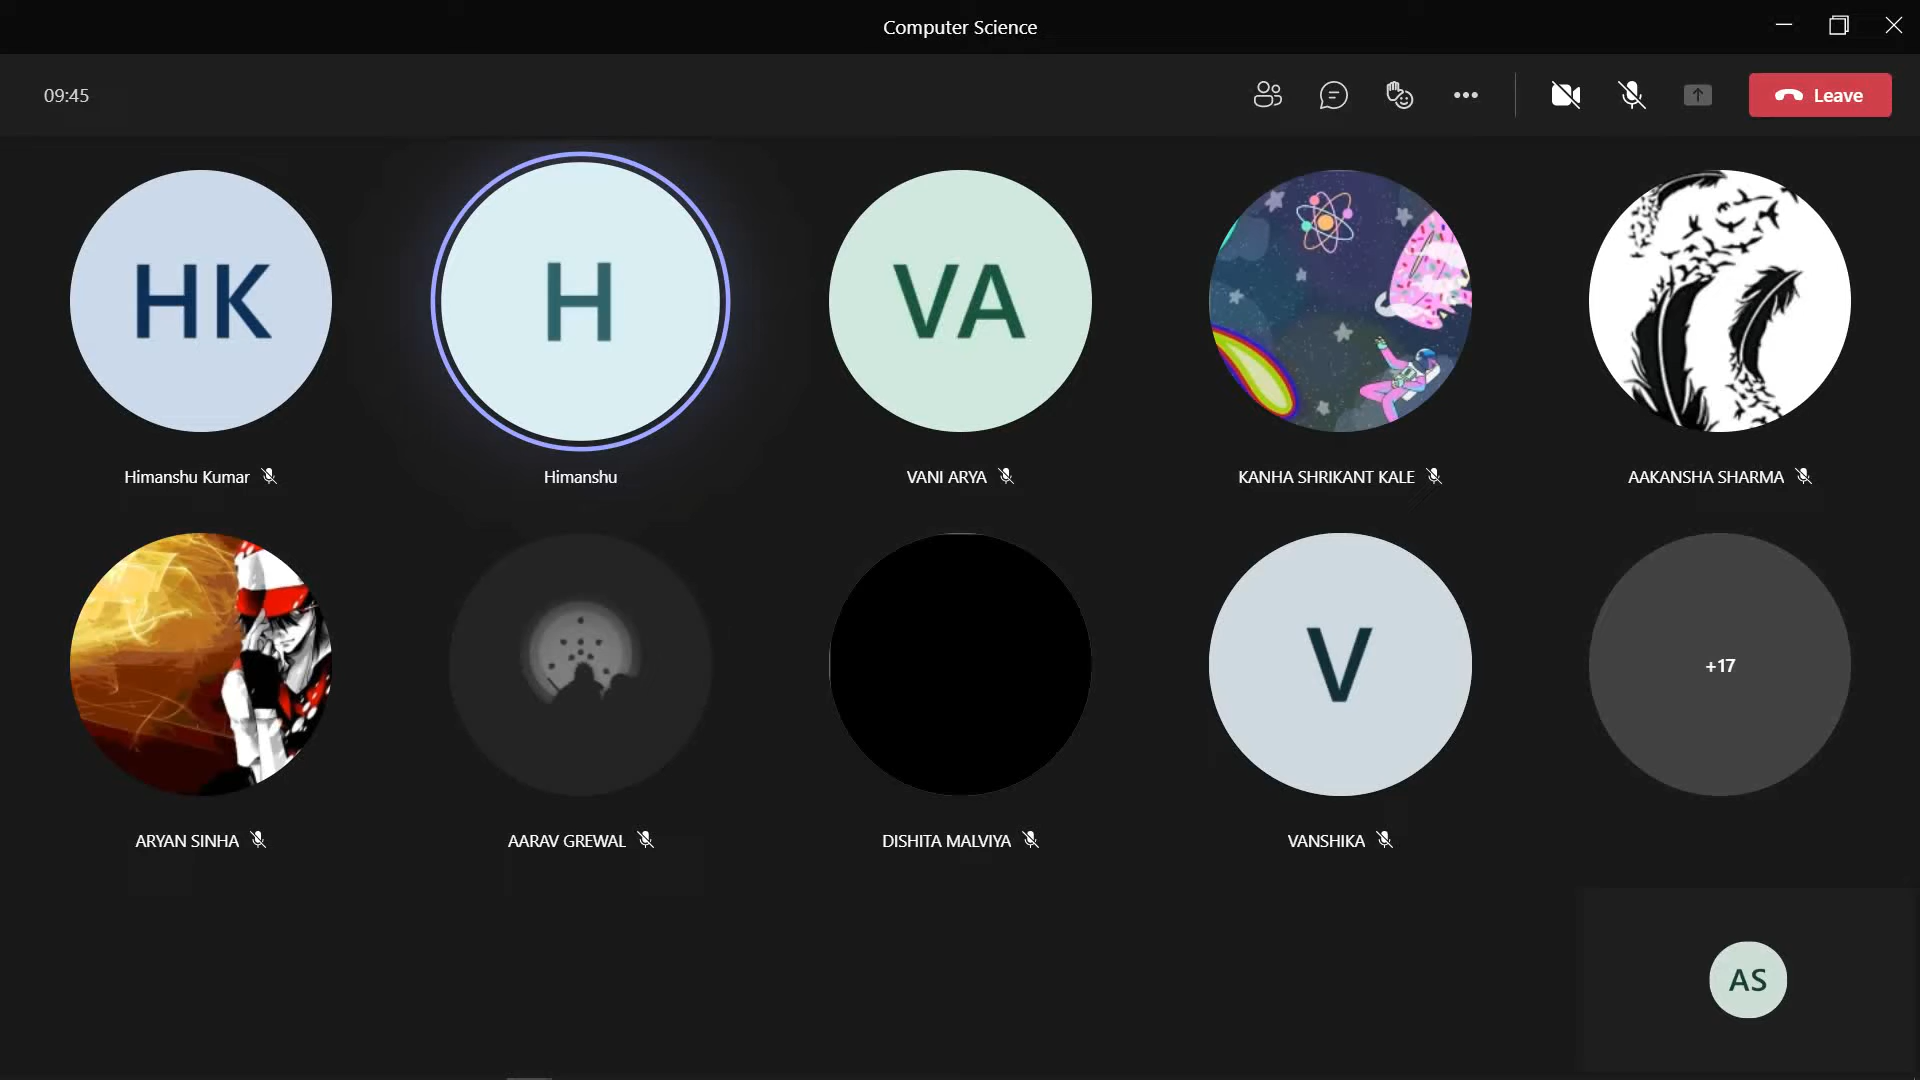 Computer Science
09:45
Leave
HK
H
VA
Himanshu Kumar
Himanshu
VANI ARYA
KANHA SHRIKANT KALE
AAKANSHA SHARMA
V
+17
ARYAN SINHA
AARAV GREWAL
DISHITA MALVIYA
VANSHIKA
AS